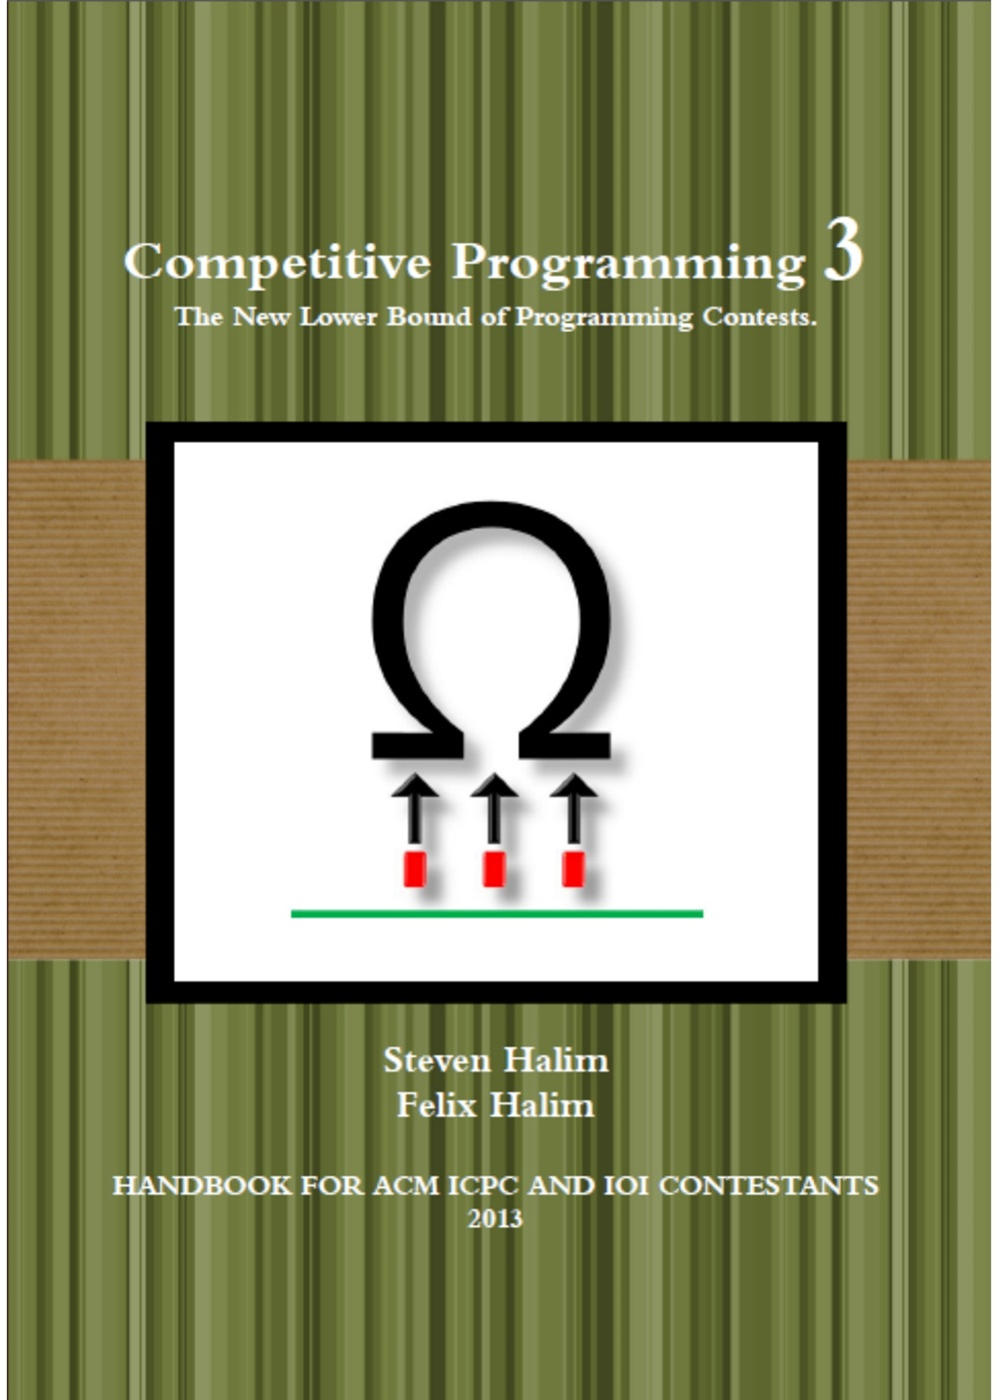 Competitive Programming 3
The New Lower Bound of Programming Contests.
Ω
Steven Halim
Felix Halim
HANDBOOK FOR ACM ICPC AND IOI CONTESTANTS
2013